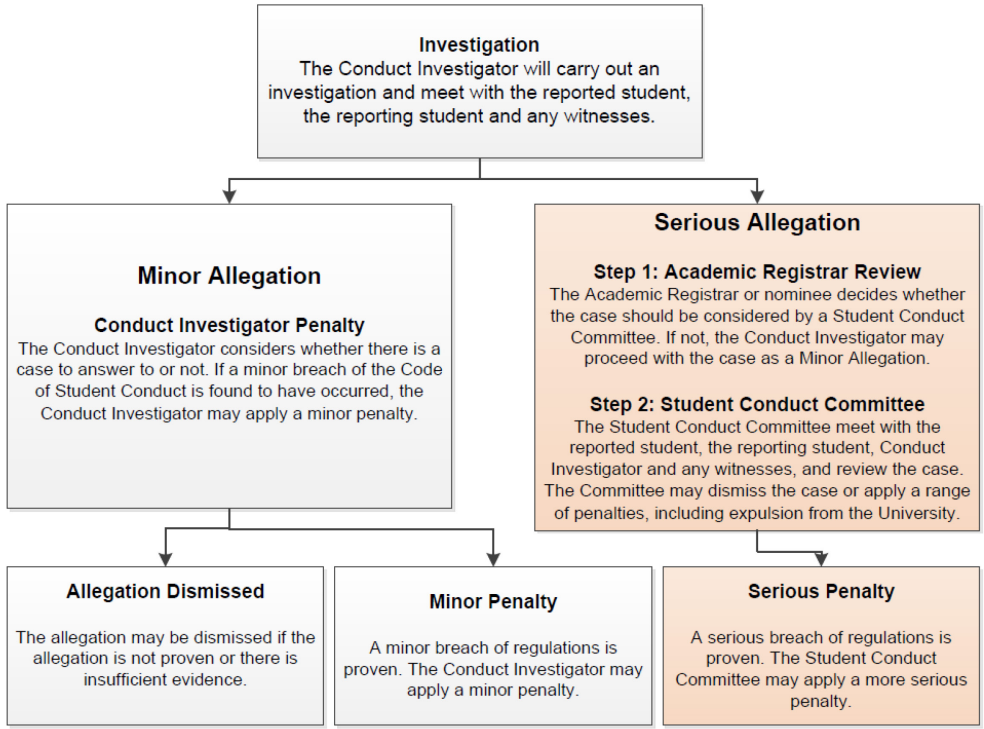 Investigation
The Conduct Investigator will carry out an
investigation and meet with the reported student,
the reporting student and any witnesses.
Minor Allegation
Conduct Investigator Penalty
The Conduct Investigator considers whether there is a
case to answer to or not. If a minor breach of the Code
of Student Conduct is found to have occurred, the
Conduct Investigator may apply a minor penalty.
Serious Allegation
Step 1: Academic Registrar Review
The Academic Registrar or nominee decides whether
the case should be considered by a Student Conduct
Committee. If not, the Conduct Investigator may
proceed with the case as a Minor Allegation.
Step 2: Student Conduct Committee
The Student Conduct Committee meet with the
reported student, the reporting student, Conduct
Investigator and any witnesses, and review the case.
The Committee may dismiss the case or apply a range
of penalties, including expulsion from the University.
Allegation Dismissed
The allegation may be dismissed if the
allegation is not proven or there is
insufficient evidence.
Minor Penalty
A minor breach of regulations is
proven. The Conduct Investigator may
apply a minor penalty.
Serious Penalty
A serious breach of regulations is
proven. The Student Conduct
Committee may apply a more serious
penalty.